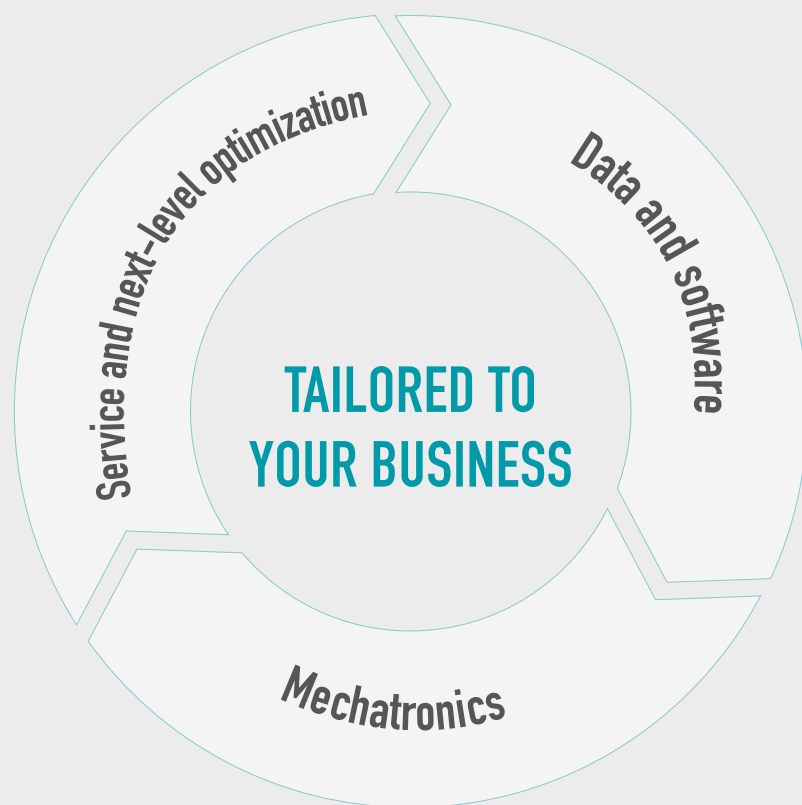 Service and next-level optimization
Data and software
TAILORED TO
YOUR BUSINESS
Mechatronics